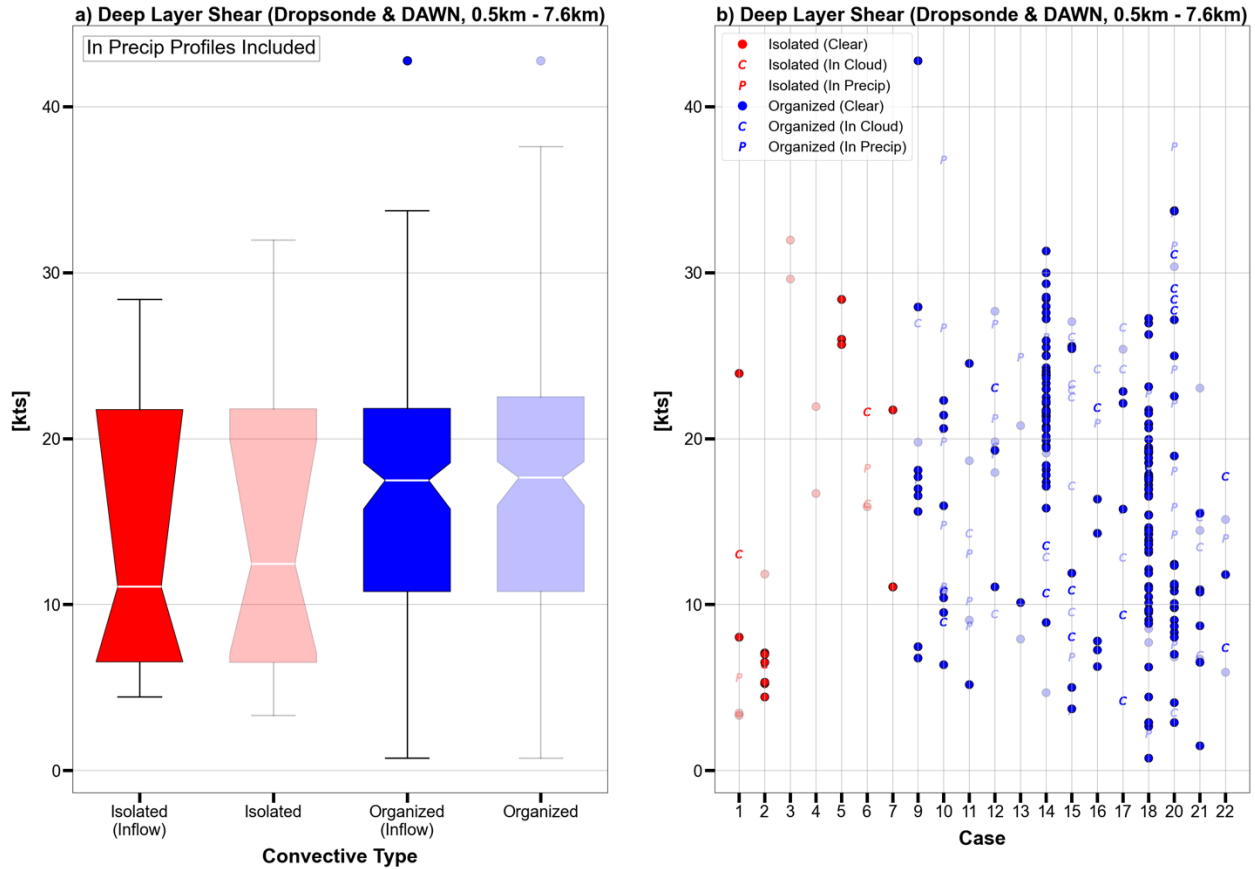 a) Deep Layer Shear (Dropsonde & DAWN, 0.5km - 7.6km)
In Precip Profiles Included
[kts]
40
30
20
10
0
Isolated
(Inflow)
Isolated
Organized
(Inflow)
Organized
Convective Type
b) Deep Layer Shear (Dropsonde & DAWN, 0.5km - 7.6km)
Isolated (Clear)
C Isolated (In Cloud)
P Isolated (In Precip)
Organized (Clear)
C Organized (In Cloud)
P Organized (In Precip)
[kts]
40
30
20
10
0
1 2 3 4 5 6 7 9 10 11 12 13 14 15 16 17 18 20 21 22
Case